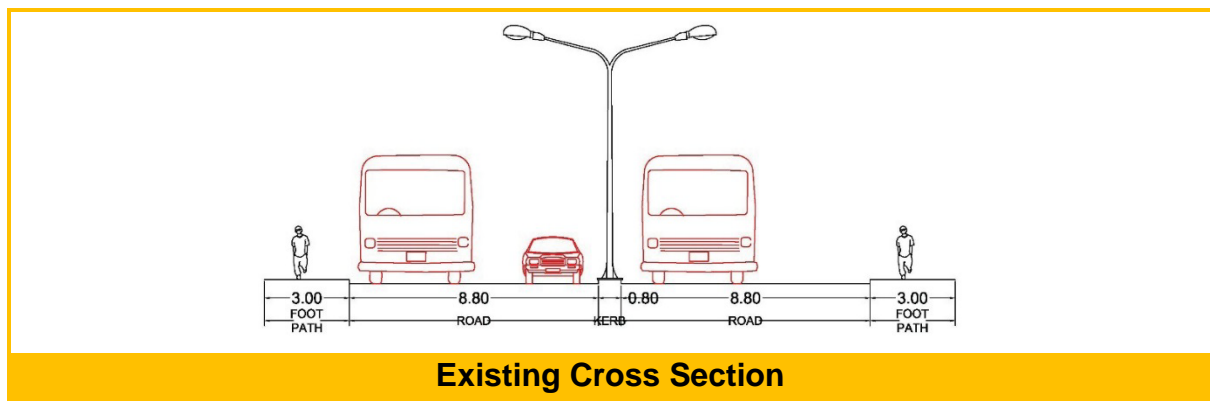 3.00 8.80 0.80 8.80 3.00
FOOT PATH ROAD KERB ROAD FOOT PATH
Existing Cross Section